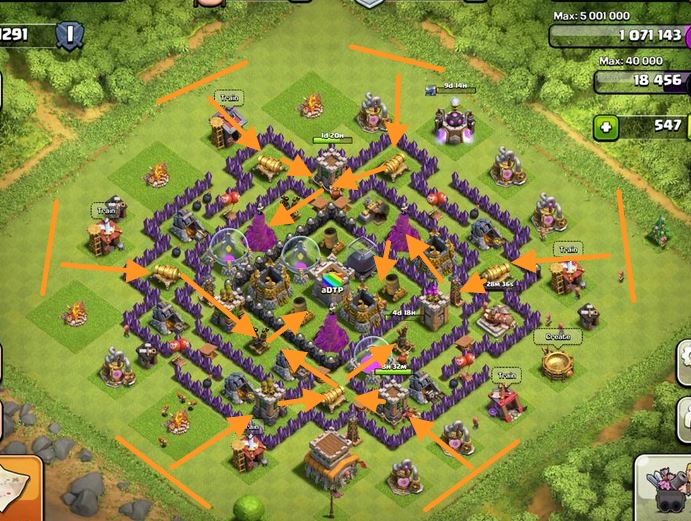 1291
Max: 5 001 000
1 071 143
Max: 40 000
18 456
547
9d 14H
Train
1d 20H
Train
Train
28M 36S
aDTP
4d 18H
Create
5H 32M
Train